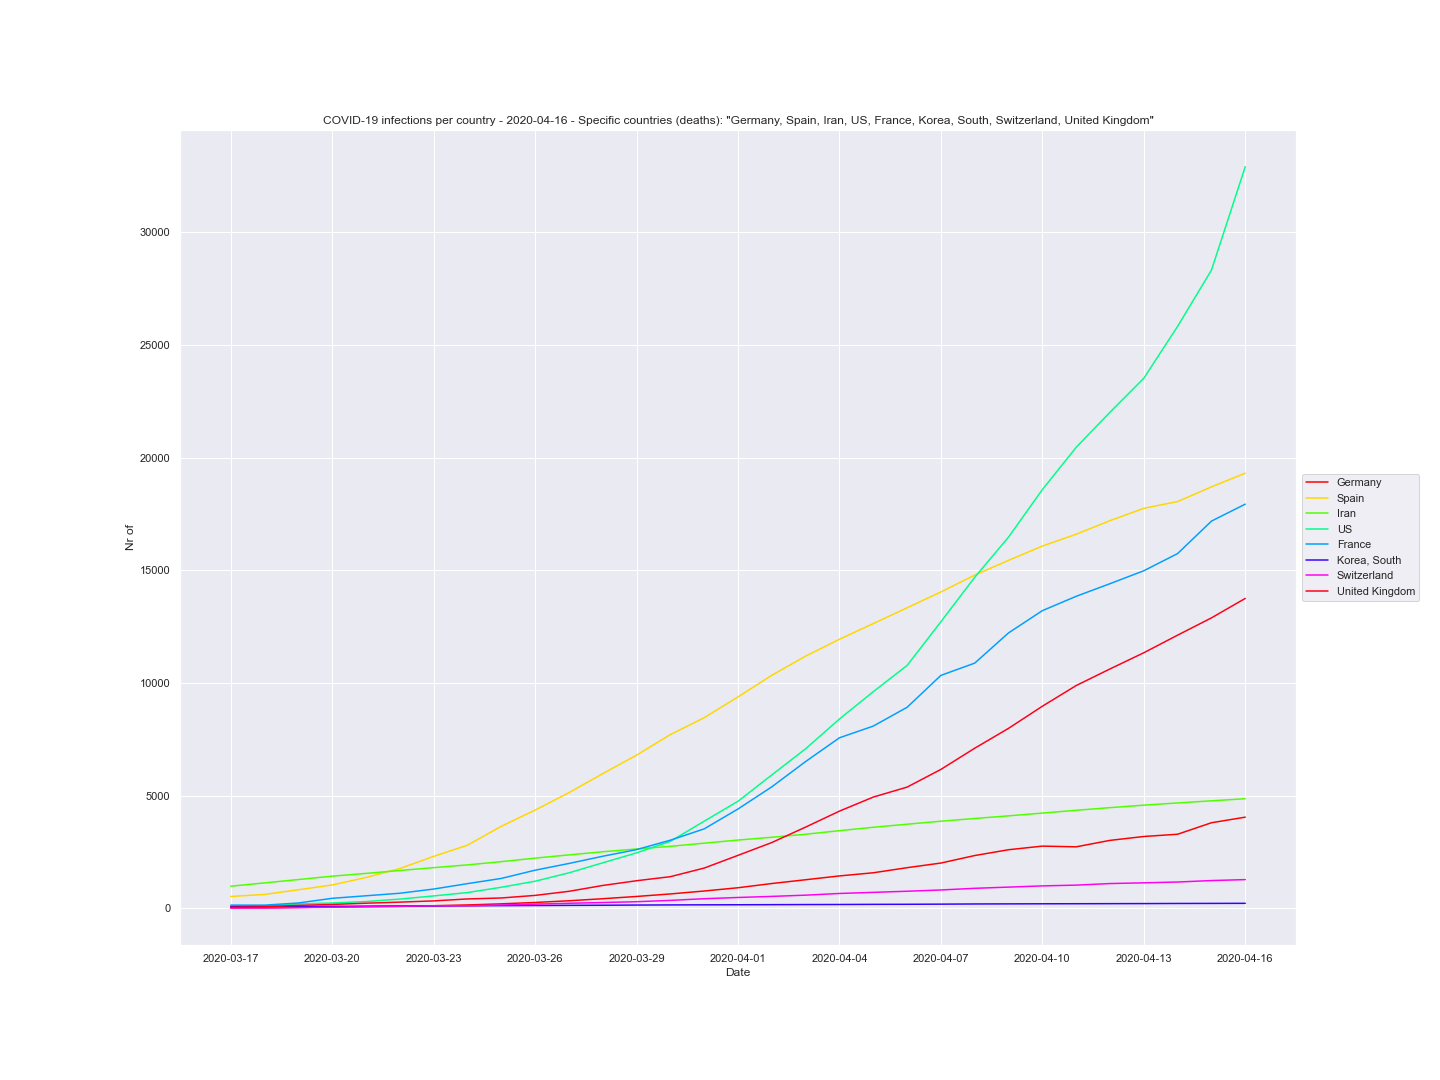 COVID-19 infections per country - 2020-04-16 - Specific countries (deaths): "Germany, Spain, Iran, US, France, Korea, South, Switzerland, United Kingdom"
30000
25000
20000
15000
10000
5000
0
Nr of
2020-03-17 2020-03-20 2020-03-23 2020-03-26 2020-03-29 2020-04-01 2020-04-04 2020-04-07 2020-04-10 2020-04-13 2020-04-16
Date
Germany
Spain
Iran
US
France
Korea, South
Switzerland
United Kingdom